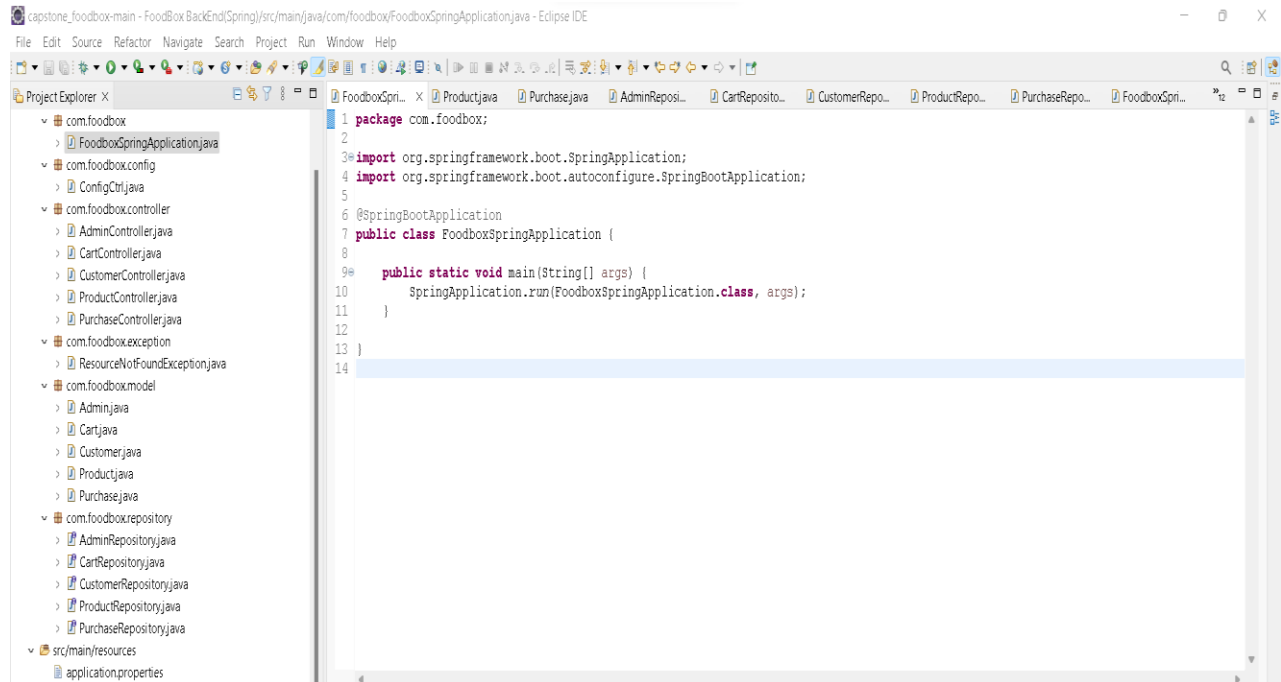 capstone_foodbox-main - FoodBox BackEnd(Spring)/src/main/java/com/foodbox/FoodboxSpringApplication.java - Eclipse IDE
File Edit Source Refactor Navigate Search Project Run Window Help
Project Explorer
com.foodbox
FoodboxSpringApplication.java
com.foodbox.config
ConfigCtrl.java
com.foodbox.controller
AdminController.java
CartController.java
CustomerController.java
ProductController.java
PurchaseController.java
com.foodbox.exception
ResourceNotFoundException.java
com.foodbox.model
Admin.java
Cart.java
Customer.java
Product.java
Purchase.java
com.foodbox.repository
AdminRepository.java
CartRepository.java
CustomerRepository.java
ProductRepository.java
PurchaseRepository.java
src/main/resources
application.properties
FoodboxSpri... Product.java Purchase.java AdminReposi... CartReposito... CustomerRepo... ProductRepo... PurchaseRepo... FoodboxSpri... »12
1 package com.foodbox;
2
3 import org.springframework.boot.SpringApplication;
4 import org.springframework.boot.autoconfigure.SpringBootApplication;
5
6 @SpringBootApplication
7 public class FoodboxSpringApplication {
8
9 public static void main(String[] args) {
10 SpringApplication.run(FoodboxSpringApplication.class, args);
11 }
12
13 }
14